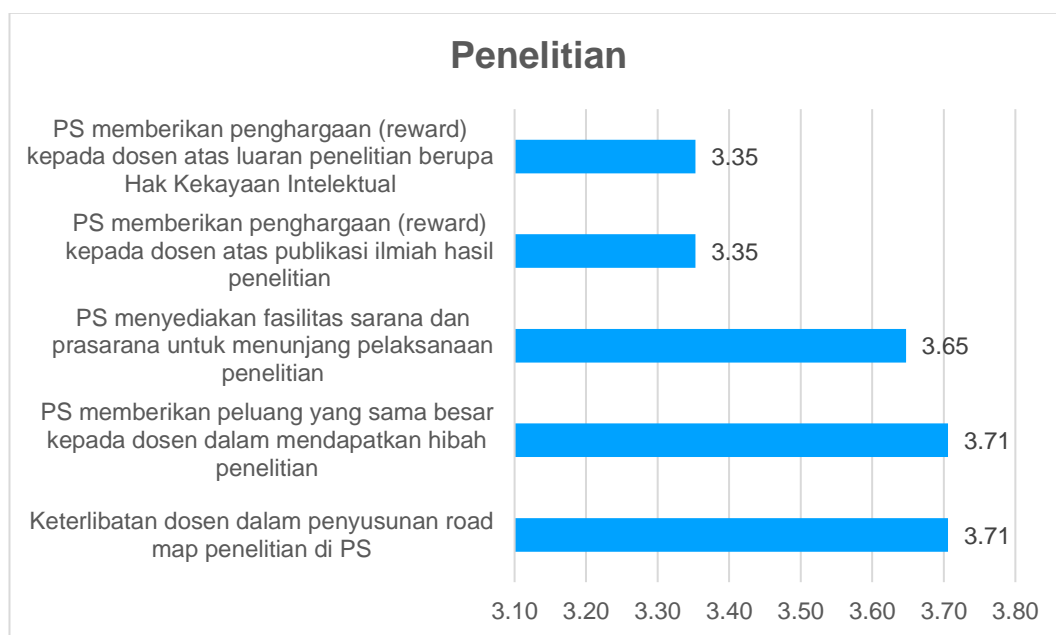 Penelitian
PS memberikan penghargaan (reward)
kepada dosen atas luaran penelitian berupa
Hak Kekayaan Intelektual
3.35
PS memberikan penghargaan (reward)
kepada dosen atas publikasi ilmiah hasil
penelitian
3.35
PS menyediakan fasilitas sarana dan
prasarana untuk menunjang pelaksanaan
penelitian
3.65
PS memberikan peluang yang sama besar
kepada dosen dalam mendapatkan hibah
penelitian
3.71
Keterlibatan dosen dalam penyusunan road
map penelitian di PS
3.71
3.10 3.20 3.30 3.40 3.50 3.60 3.70 3.80